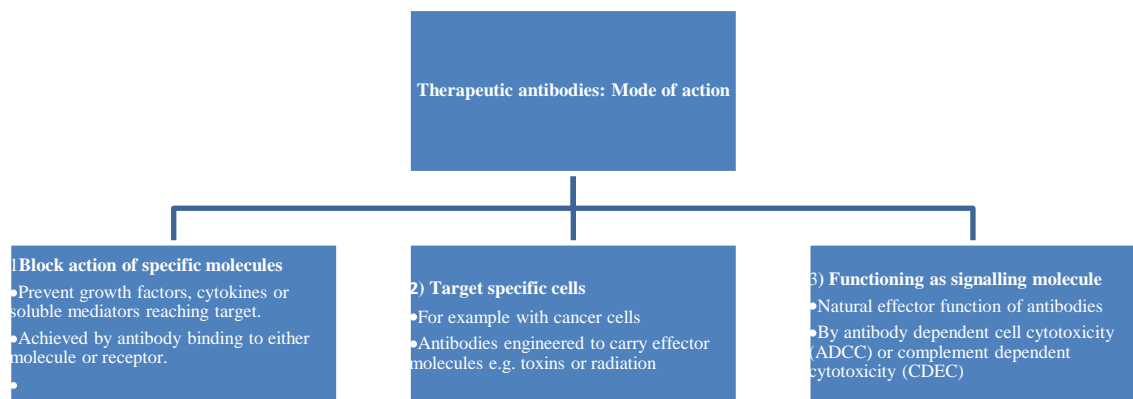 Therapeutic antibodies: Mode of action
1Block action of specific molecules
•Prevent growth factors, cytokines or
soluble mediators reaching target.
•Achieved by antibody binding to either
molecule or receptor.
•
2) Target specific cells
•For example with cancer cells
•Antibodies engineered to carry effector
molecules e.g. toxins or radiation
3) Functioning as signalling molecule
•Natural effector function of antibodies
•By antibody dependent cell cytotoxicity
(ADCC) or complement dependent
cytotoxicity (CDEC)